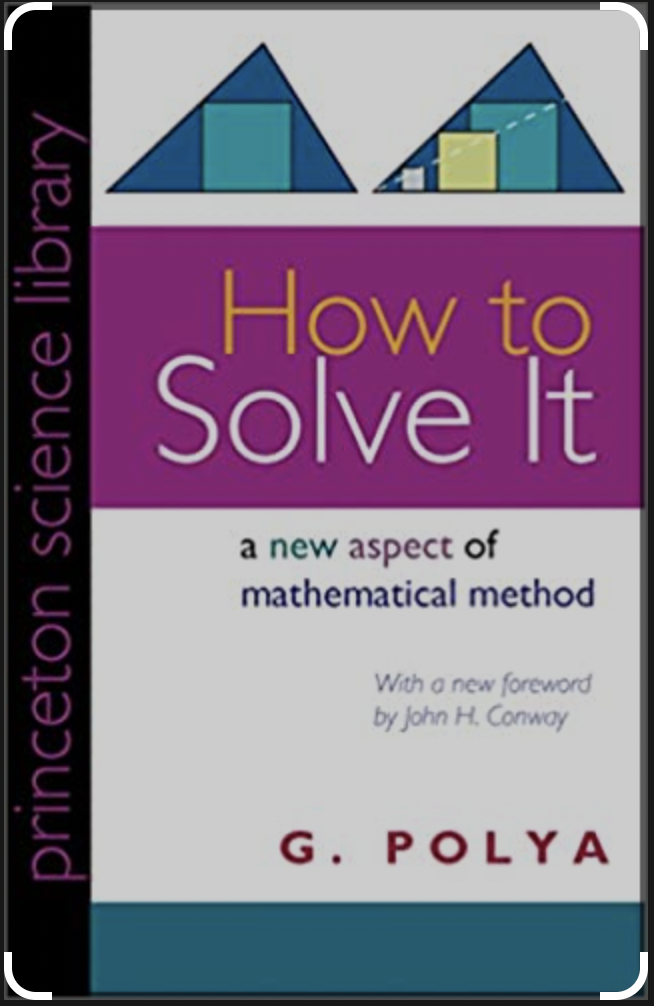 princeton science library
How to
Solve It
a new aspect of
mathematical method
With a new foreword
by John H. Conway
G. POLYA